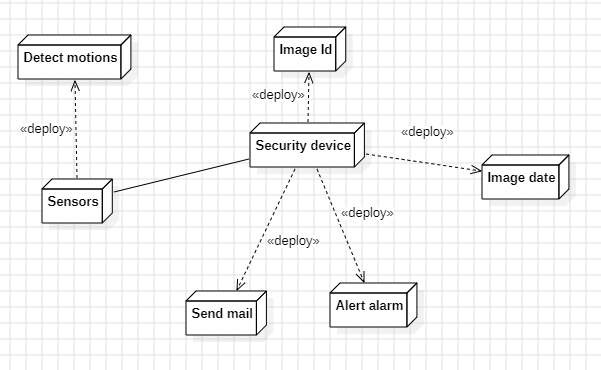 Image Id
Detect motions
«deploy»
«deploy»
«deploy»
Security device
Image date
Sensors
«deploy»
«deploy»
Send mail
Alert alarm